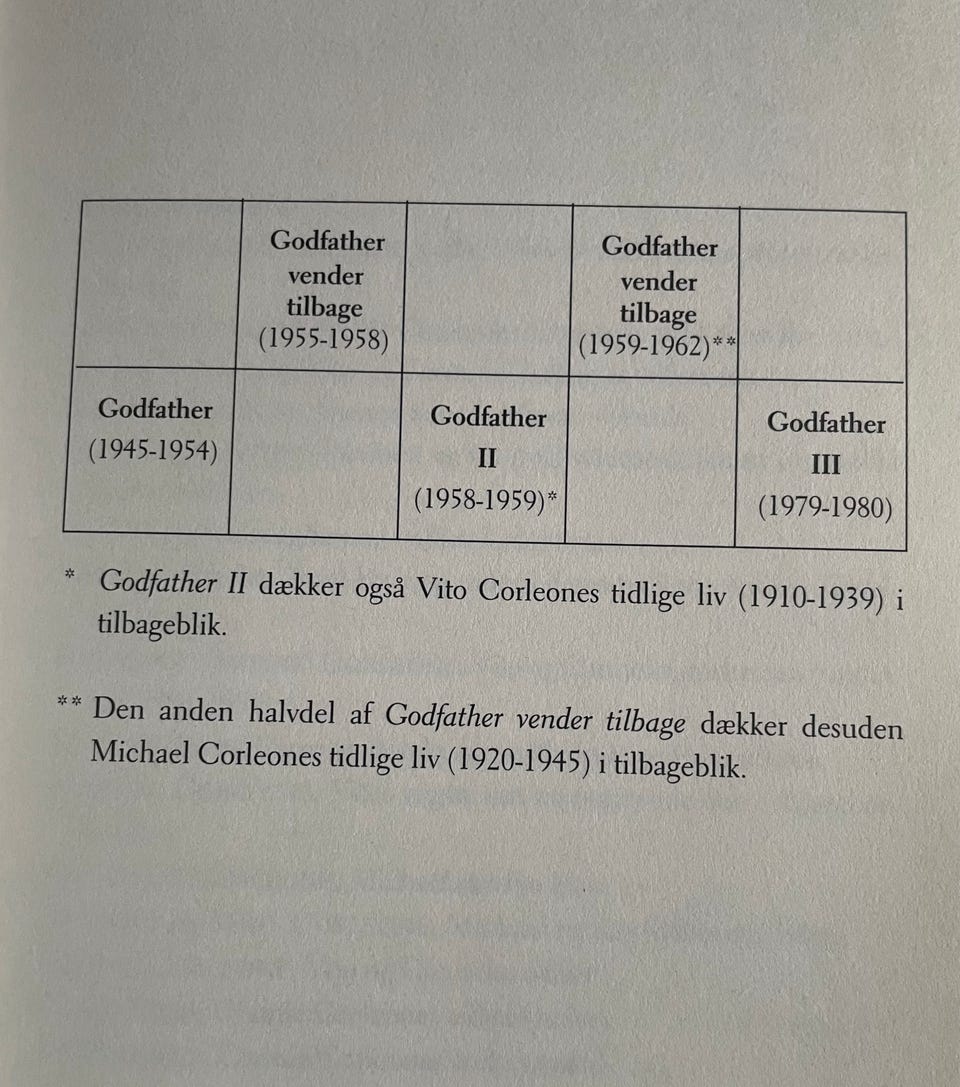 Godfather
vender
tilbage
(1955-1958)
Godfather
vender
tilbage
(1959-1962)**
Godfather
(1945-1954)
Godfather
II
(1958-1959)*
Godfather
III
(1979-1980)
* Godfather II dækker også Vito Corleones tidlige liv (1910-1939) i
tilbageblik.
** Den anden halvdel af Godfather vender tilbage dækker desuden
Michael Corleones tidlige liv (1920-1945) i tilbageblik.